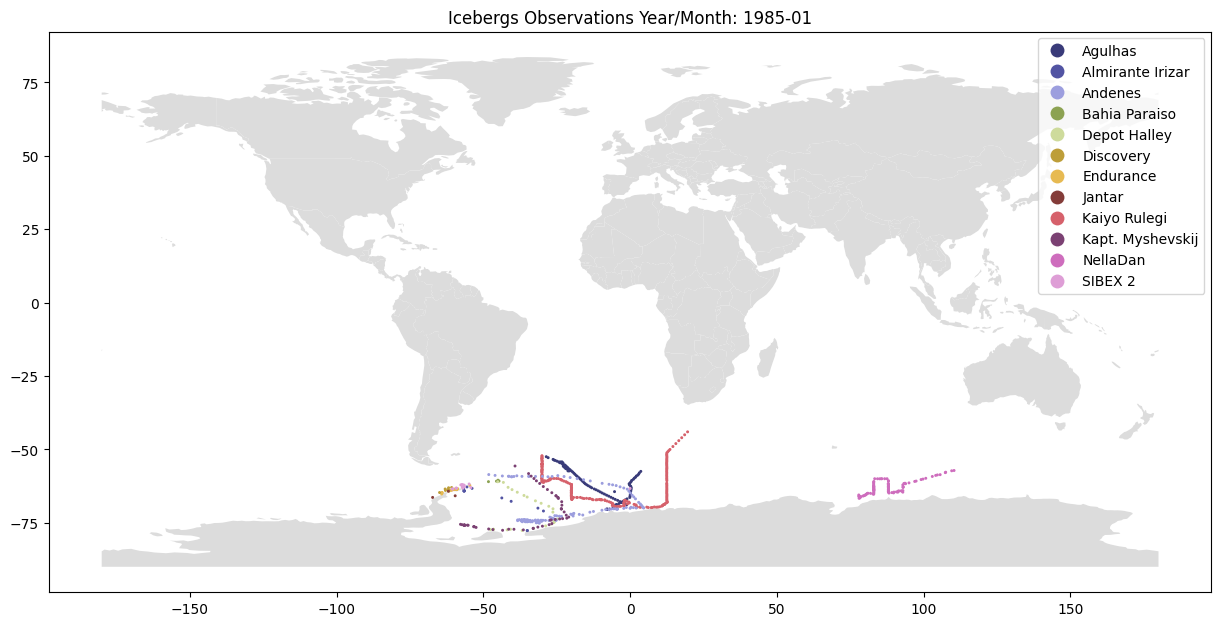 Icebergs Observations Year/Month: 1985-01
Agulhas
Almirante Irizar
Andenes
Bahia Paraiso
Depot Halley
Discovery
Endurance
Jantar
Kaiyo Rulegi
Kapt. Myshevskij
NellaDan
SIBEX 2
75
50
25
0
−25
−50
−75
−150
−100
−50
0
50
100
150